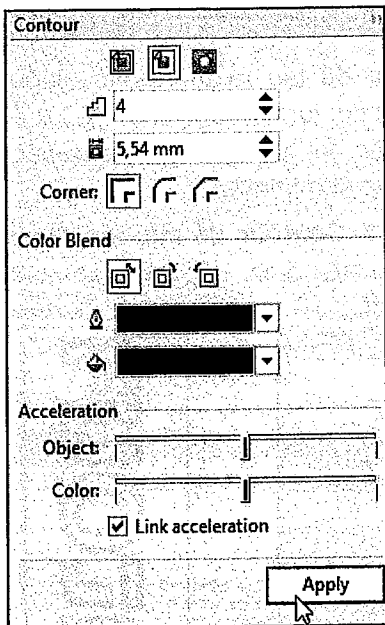 Contour
4
5,54 mm
Corner:
Color Blend
Acceleration
Object:
Color:
Link acceleration
Apply